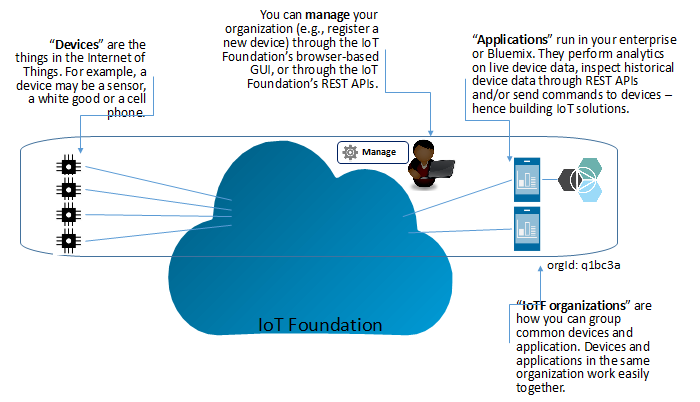 “Devices” are the
things in the Internet of
Things. For example, a
device may be a sensor,
a white good or a cell
phone.
You can manage your
organization (e.g., register a
new device) through the IoT
Foundation’s browser-based
GUI, or through the IoT
Foundation’s REST APIs.
“Applications” run in your enterprise
or Bluemix. They perform analytics
on live device data, inspect historical
device data through REST APIs
and/or send commands to devices –
hence building IoT solutions.
Manage
IoT Foundation
orgId: q1bc3a
“IoTF organizations” are
how you can group
common devices and
application. Devices and
applications in the same
organization work easily
together.